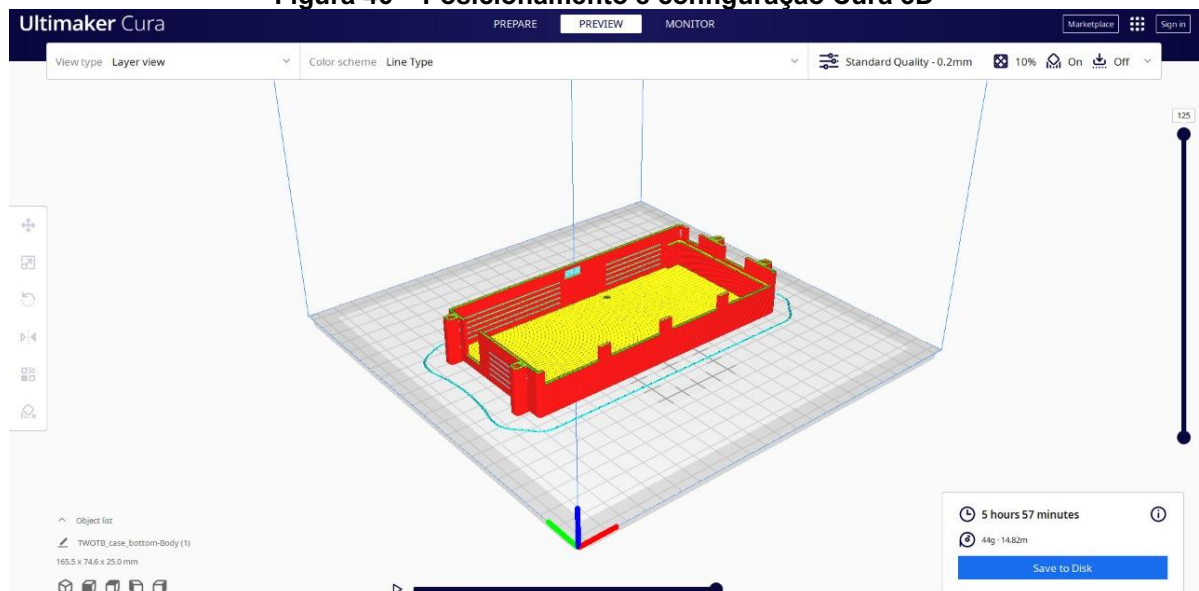 Figura 40 – Posicionamento e configuração Cura 3D
Ultimaker Cura
PREPARE
PREVIEW
MONITOR
Marketplace
Sign in
View type Layer view
Color scheme Line Type
Standard Quality - 0.2mm
10%
On
Off
125
Object list
TWOTB_case_bottom-Body (1)
165.5 x 74.6 x 25.0 mm
5 hours 57 minutes
44g · 14.82m
Save to Disk